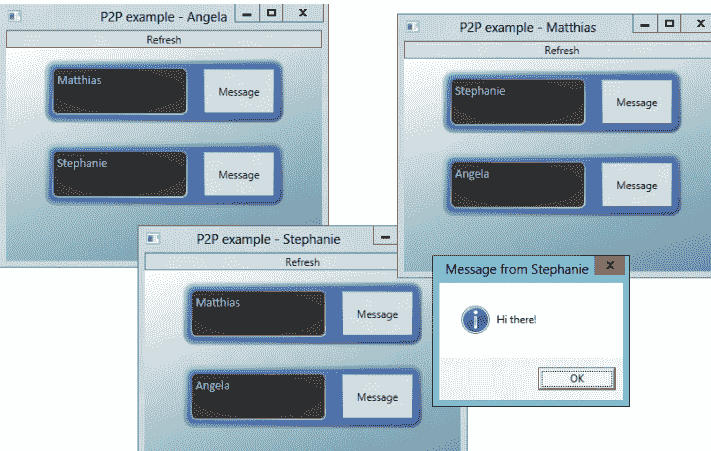 P2P example - Angela
Refresh
Matthias
Message
Stephanie
Message
P2P example - Matthias
Refresh
Stephanie
Message
Angela
Message
P2P example - Stephanie
Refresh
Matthias
Message
Angela
Message
Message from Stephanie
Hi there!
OK